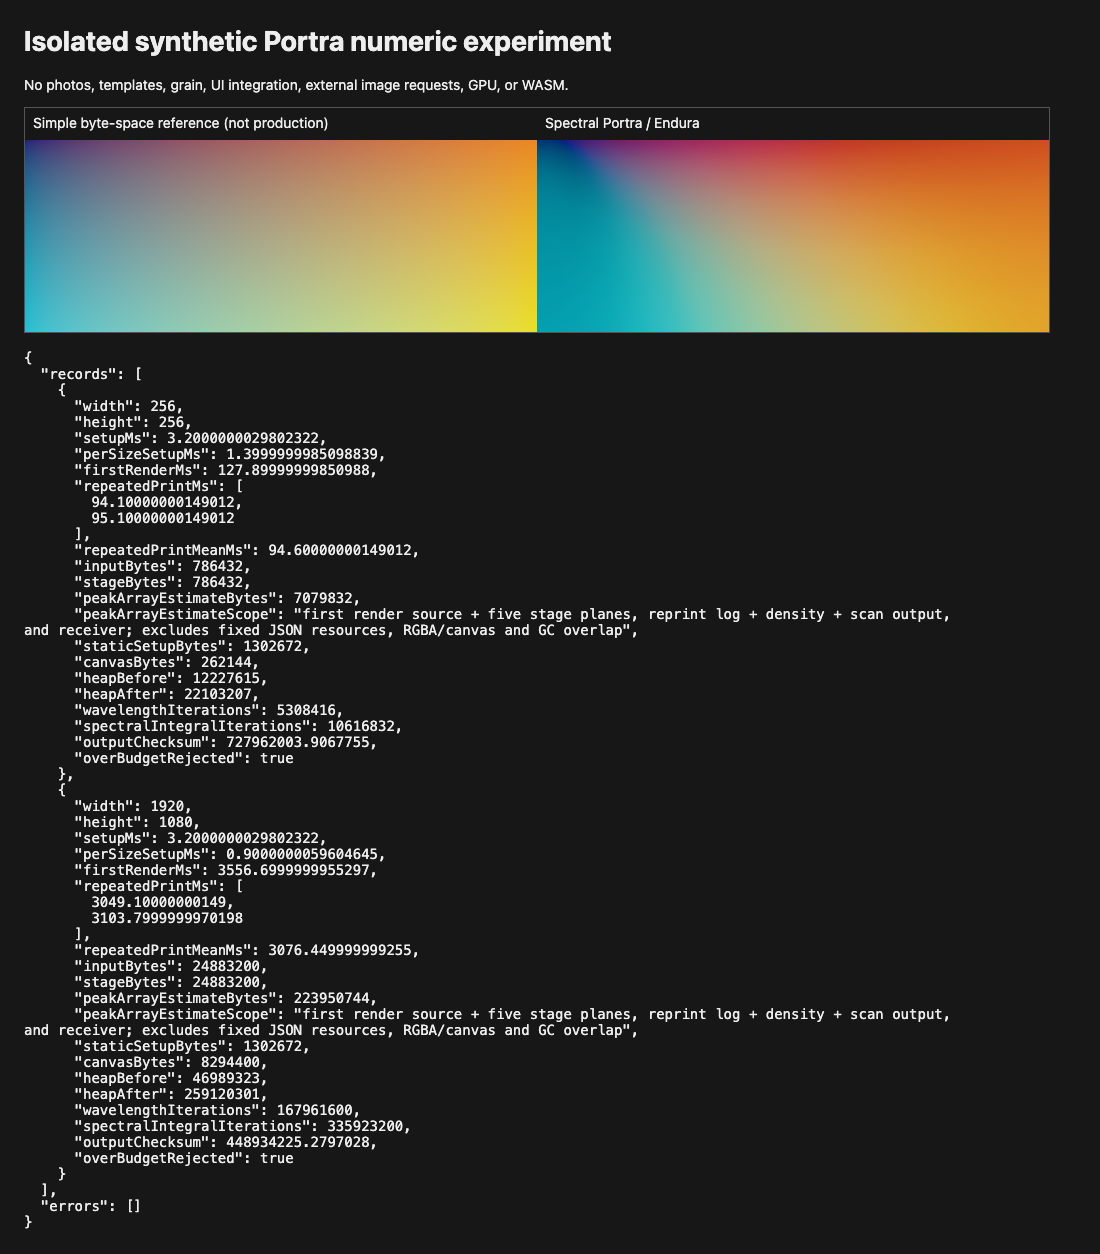 Isolated synthetic Portra numeric experiment
No photos, templates, grain, UI integration, external image requests, GPU, or WASM.
Simple byte-space reference (not production)
Spectral Portra / Endura
{
  "records": [
    {
      "width": 256,
      "height": 256,
      "setupMs": 3.2000000029802322,
      "perSizeSetupMs": 1.3999999985098839,
      "firstRenderMs": 127.89999999850988,
      "repeatedPrintMs": [
        94.10000000149012,
        95.10000000149012
      ],
      "repeatedPrintMeanMs": 94.60000000149012,
      "inputBytes": 786432,
      "stageBytes": 786432,
      "peakArrayEstimateBytes": 7079832,
      "peakArrayEstimateScope": "first render source + five stage planes, reprint log + density + scan output,
and receiver; excludes fixed JSON resources, RGBA/canvas and GC overlap",
      "staticSetupBytes": 1302672,
      "canvasBytes": 262144,
      "heapBefore": 12227615,
      "heapAfter": 22103207,
      "wavelengthIterations": 5308416,
      "spectralIntegralIterations": 10616832,
      "outputChecksum": 727962003.9067755,
      "overBudgetRejected": true
    },
    {
      "width": 1920,
      "height": 1080,
      "setupMs": 3.2000000029802322,
      "perSizeSetupMs": 0.9000000059604645,
      "firstRenderMs": 3556.6999999955297,
      "repeatedPrintMs": [
        3049.10000000149,
        3103.7999999970198
      ],
      "repeatedPrintMeanMs": 3076.449999999255,
      "inputBytes": 24883200,
      "stageBytes": 24883200,
      "peakArrayEstimateBytes": 223950744,
      "peakArrayEstimateScope": "first render source + five stage planes, reprint log + density + scan output,
and receiver; excludes fixed JSON resources, RGBA/canvas and GC overlap",
      "staticSetupBytes": 1302672,
      "canvasBytes": 8294400,
      "heapBefore": 46989323,
      "heapAfter": 259120301,
      "wavelengthIterations": 167961600,
      "spectralIntegralIterations": 335923200,
      "outputChecksum": 448934225.2797028,
      "overBudgetRejected": true
    }
  ],
  "errors": []
}